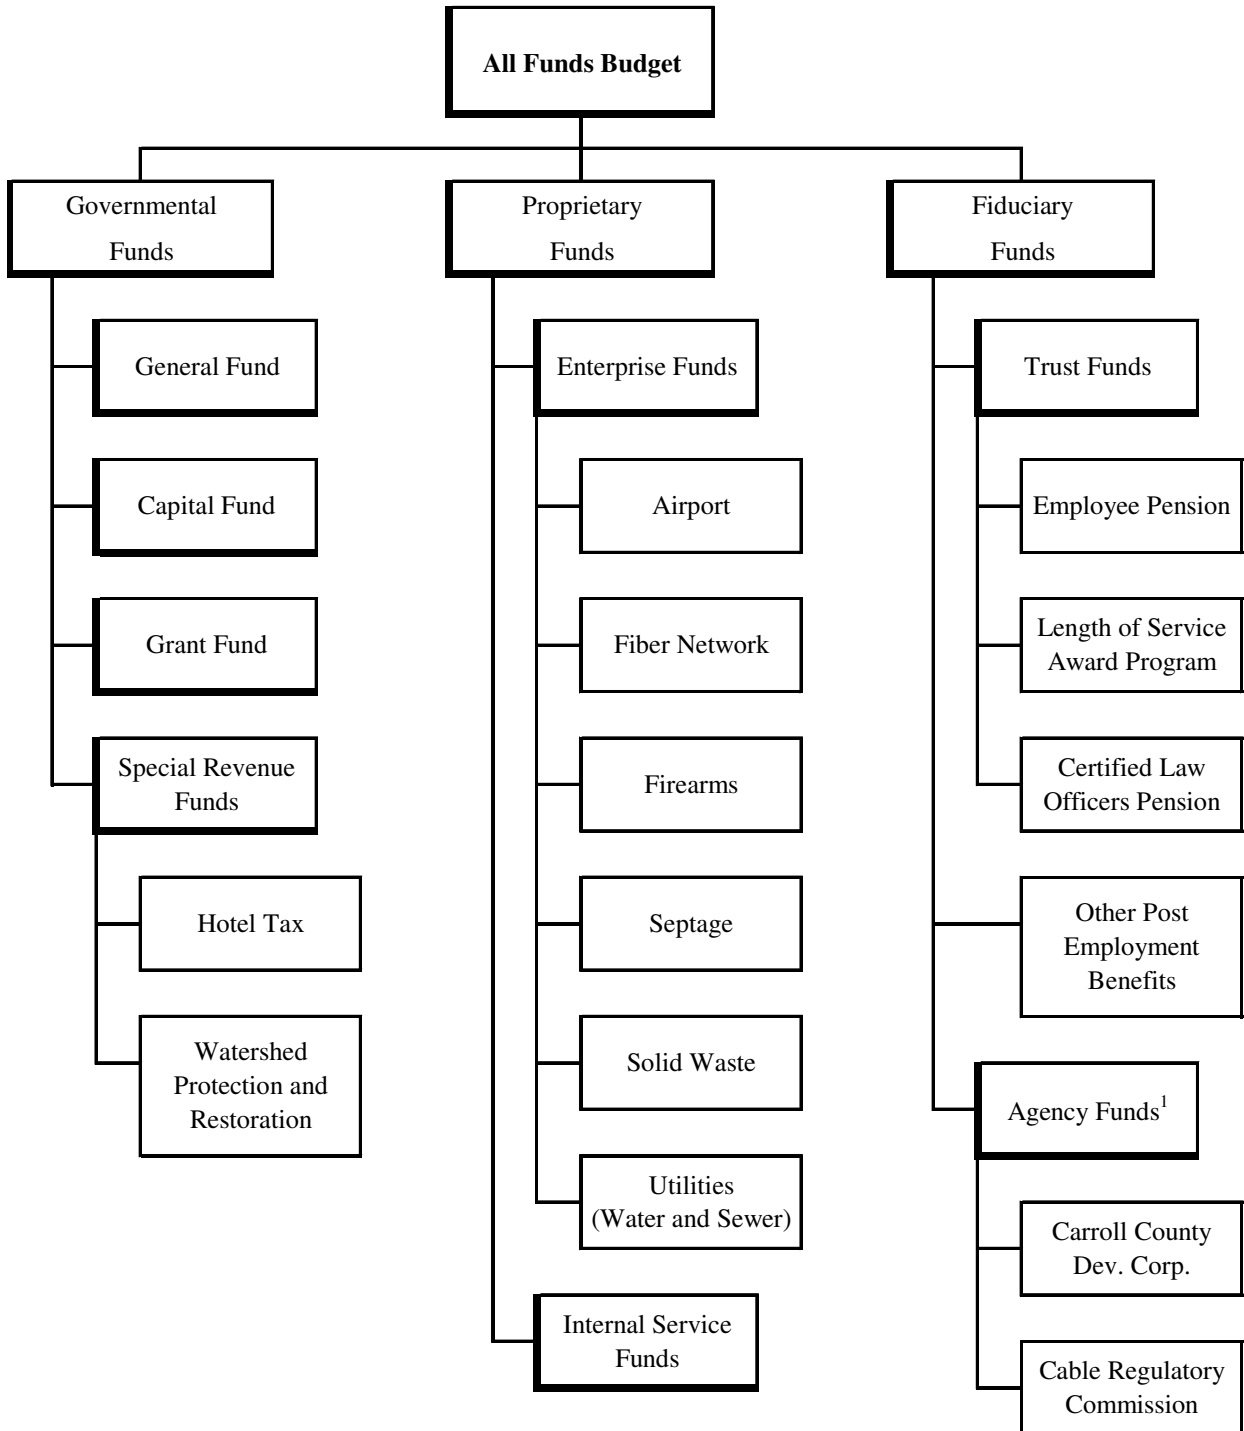 All Funds Budget
Governmental
Funds
General Fund
Capital Fund
Grant Fund
Special Revenue
Funds
Hotel Tax
Watershed
Protection and
Restoration
Proprietary
Funds
Enterprise Funds
Airport
Fiber Network
Firearms
Septage
Solid Waste
Utilities
(Water and Sewer)
Internal Service
Funds
Fiduciary
Funds
Trust Funds
Employee Pension
Length of Service
Award Program
Certified Law
Officers Pension
Other Post
Employment
Benefits
Agency Funds¹
Carroll County
Dev. Corp.
Cable Regulatory
Commission